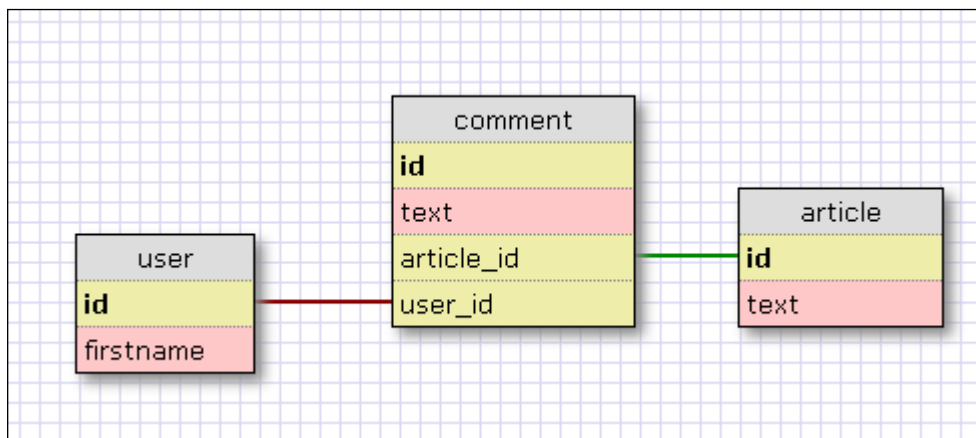 user
id
firstname
comment
id
text
article_id
user_id
article
id
text